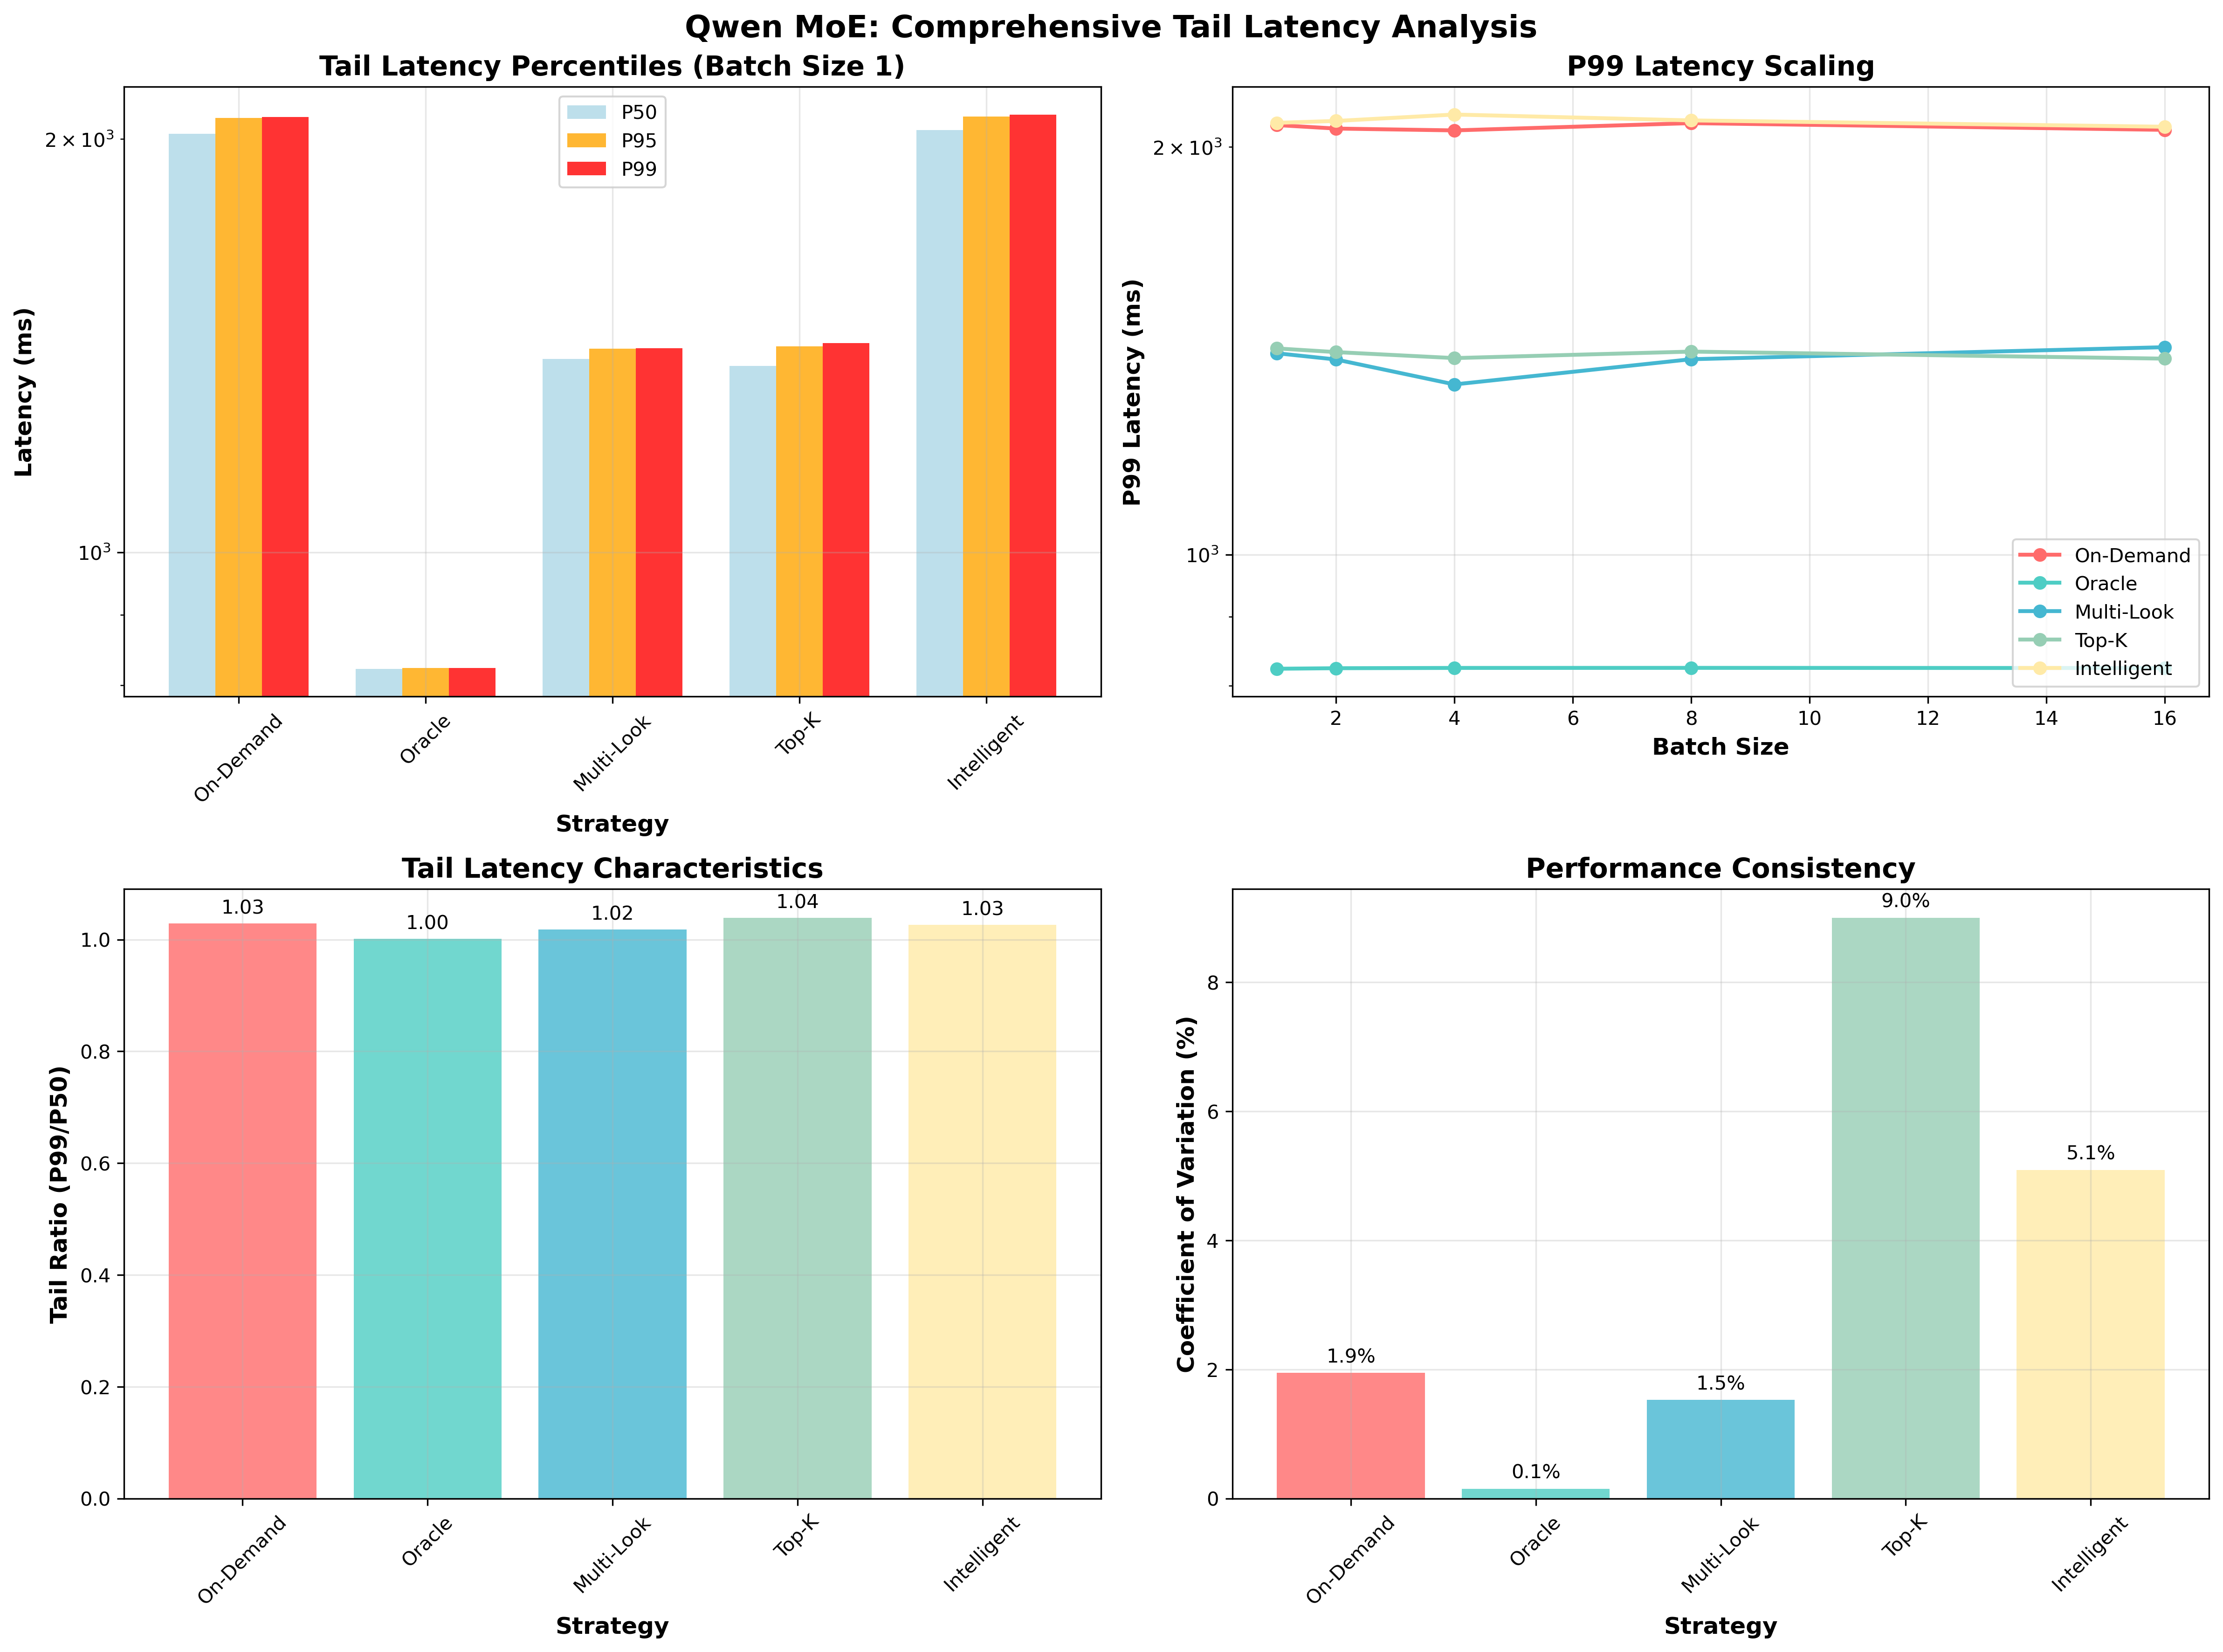 Qwen MoE: Comprehensive Tail Latency Analysis
Tail Latency Percentiles (Batch Size 1)
Latency (ms)
2 × 10³
10³
P50
P95
P99
On-Demand
Oracle
Multi-Look
Top-K
Intelligent
Strategy
P99 Latency Scaling
P99 Latency (ms)
2 × 10³
10³
On-Demand
Oracle
Multi-Look
Top-K
Intelligent
2 4 6 8 10 12 14 16
Batch Size
Tail Latency Characteristics
Tail Ratio (P99/P50)
1.0
0.8
0.6
0.4
0.2
0.0
1.03
1.00
1.02
1.04
1.03
On-Demand
Oracle
Multi-Look
Top-K
Intelligent
Strategy
Performance Consistency
Coefficient of Variation (%)
8
6
4
2
0
1.9%
0.1%
1.5%
9.0%
5.1%
On-Demand
Oracle
Multi-Look
Top-K
Intelligent
Strategy